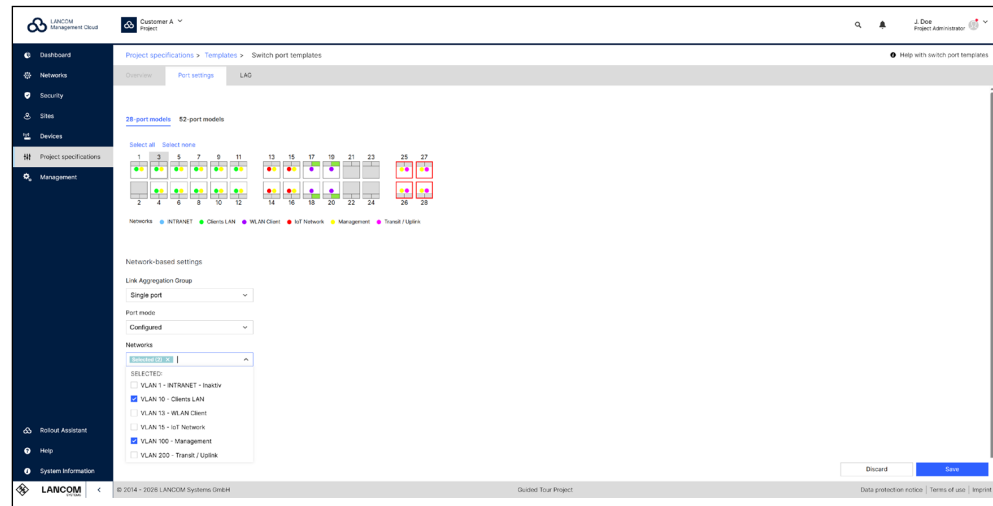 LANCOM
Management Cloud
Customer A
Project
J. Doe
Project Administrator
Dashboard
Networks
Security
Sites
Devices
Project specifications
Management
Rollout Assistant
Help
System Information
LANCOM
SYSTEMS
Project specifications > Templates > Switch port templates
Help with switch port templates
Overview Port settings LAG
28-port models 52-port models
Select all Select none
1 3 5 7 9 11 13 15 17 19 21 23 25 27
2 4 6 8 10 12 14 16 18 20 22 24 26 28
Networks INTRANET Clients LAN WLAN Client IoT Network Management Transit / Uplink
Network-based settings
Link Aggregation Group
Single port
Port mode
Configured
Networks
Selected (2) X
SELECTED:
VLAN 1 - INTRANET - Inaktiv
VLAN 10 - Clients LAN
VLAN 13 - WLAN Client
VLAN 15 - IoT Network
VLAN 100 - Management
VLAN 200 - Transit / Uplink
Discard Save
© 2014 - 2026 LANCOM Systems GmbH Guided Tour Project Data protection notice | Terms of use | Imprint